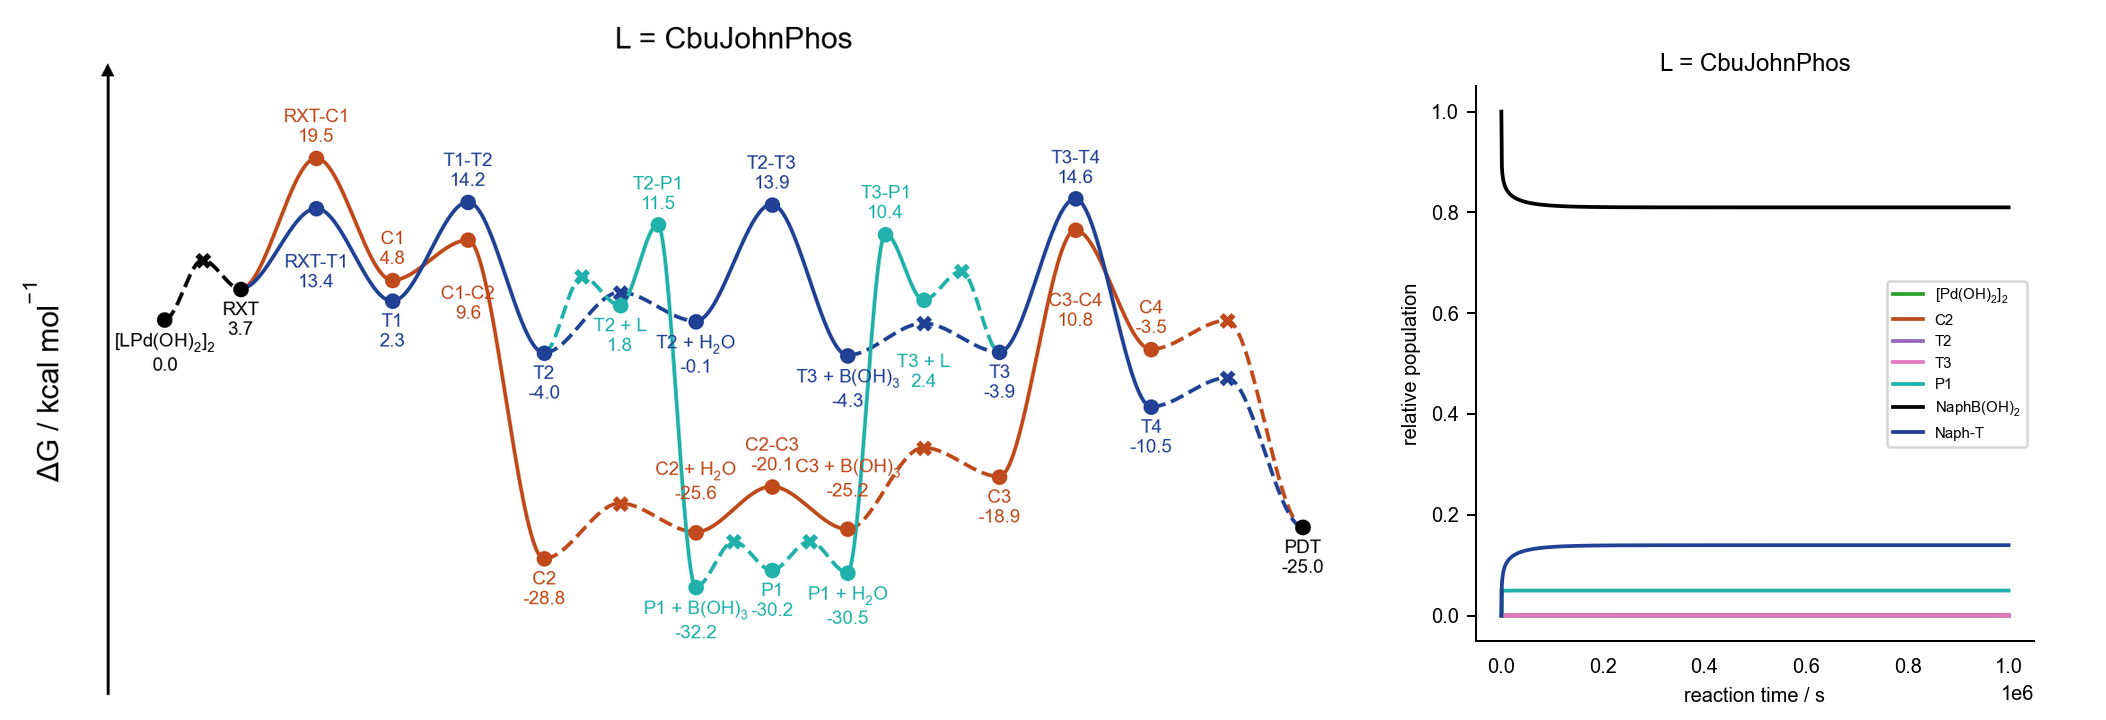 L = CbuJohnPhos
ΔG / kcal mol⁻¹
[LPd(OH)₂]₂
0.0
RXT
3.7
RXT-C1
19.5
RXT-T1
13.4
C1
4.8
T1
2.3
T1-T2
14.2
C1-C2
9.6
T2
-4.0
C2
-28.8
T2 + L
1.8
T2-P1
11.5
T2 + H₂O
-0.1
C2 + H₂O
-25.6
P1 + B(OH)₃
-32.2
T2-T3
13.9
C2-C3
-20.1
P1
-30.2
T3 + B(OH)₃
-4.3
C3 + B(OH)₃
-25.2
P1 + H₂O
-30.5
T3-P1
10.4
T3 + L
2.4
T3
-3.9
C3
-18.9
T3-T4
14.6
C3-C4
10.8
C4
-3.5
T4
-10.5
PDT
-25.0
L = CbuJohnPhos
relative population
1.0
0.8
0.6
0.4
0.2
0.0
[Pd(OH)₂]₂
C2
T2
T3
P1
NaphB(OH)₂
Naph-T
0.0 0.2 0.4 0.6 0.8 1.0
1e6
reaction time / s